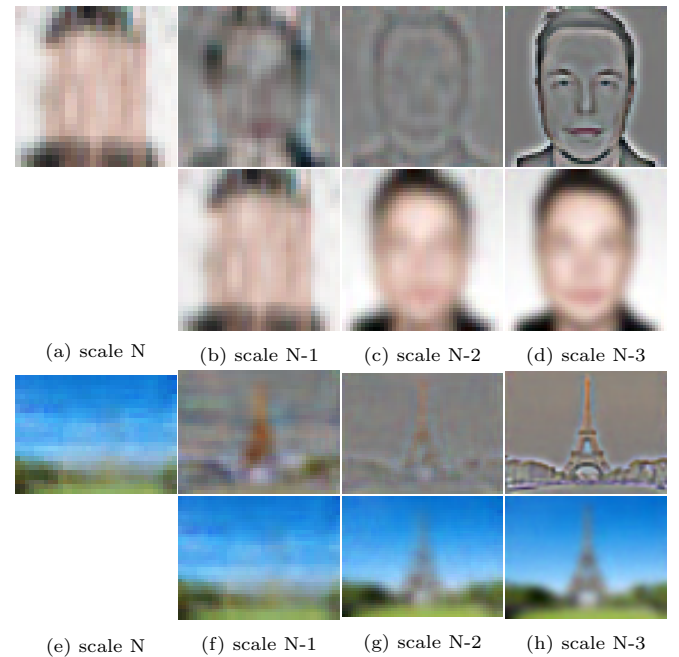 (a) scale N
(b) scale N-1
(c) scale N-2
(d) scale N-3
(e) scale N
(f) scale N-1
(g) scale N-2
(h) scale N-3